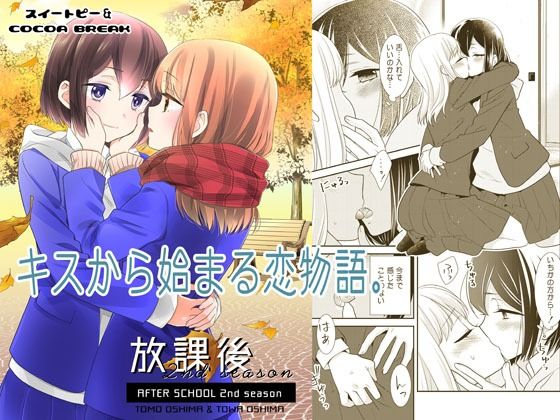 スイートピー&
COCOA BREAK
キスから始まる恋物語。
放課後
2nd season
AFTER SCHOOL 2nd season
TOMO OSHIMA & TOWA OSHIMA
舌…入れて
いいのかな…
にゅるっ
今まで
感じた
ことない
はぁ
いちかの方から…
んっ